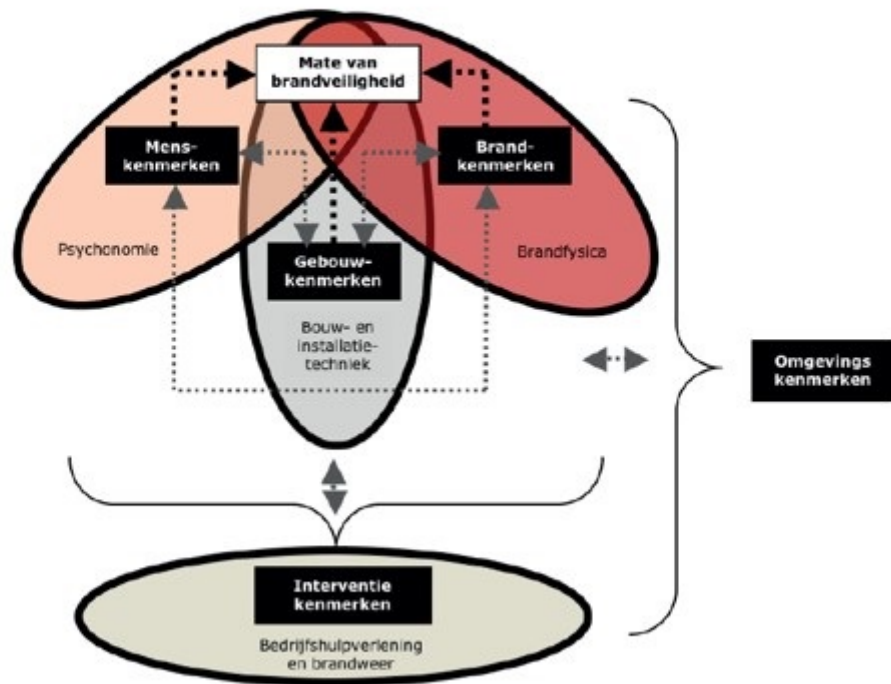 Mate van
brandveiligheid
Mens-
kenmerken
Brand-
kenmerken
Psychonomie
Gebouw-
kenmerken
Brandfysica
Bouw- en
installatie-
techniek
Omgevings
kenmerken
Interventie
kenmerken
Bedrijfshulpverlening
en brandweer